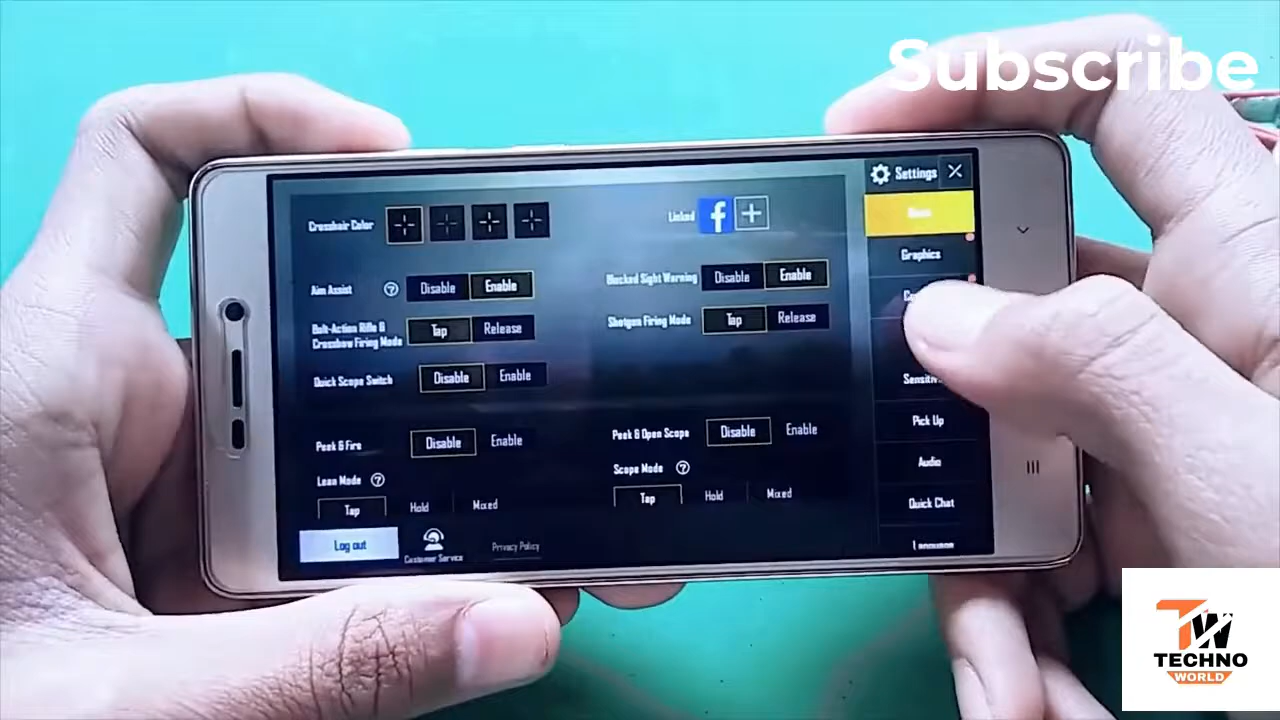 Subscribe
Settings
Crosshair Color
Linked
Basic
Graphics
Aim Assist
Disable
Enable
Blocked Sight Warning
Disable
Enable
Bolt-Action Rifle &
Crossbow Firing Mode
Tap
Release
Shotgun Firing Mode
Tap
Release
Quick Scope Switch
Disable
Enable
Pick Up
Peek & Fire
Disable
Enable
Peek & Open Scope
Disable
Enable
Audio
Lean Mode
Scope Mode
Tap
Hold
Mixed
Tap
Hold
Mixed
Quick Chat
Log out
Customer Service
Privacy Policy
Language
TW
TECHNO
WORLD